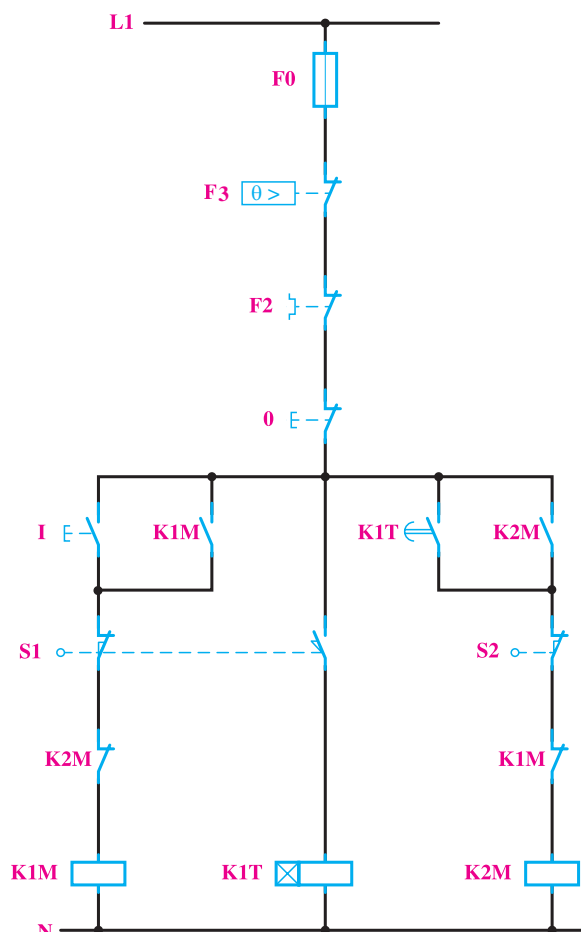 L1
F0
F3 θ >
F2
0
I K1M K1T K2M
S1 S2
K2M K1M
K1M K1T K2M
N